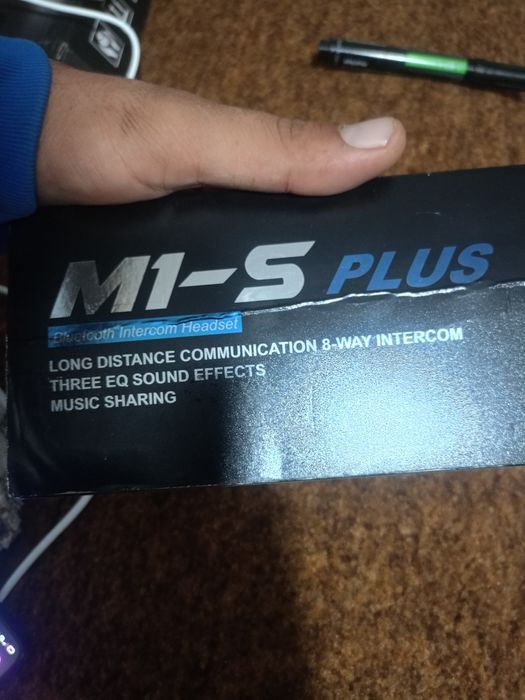 M1-S PLUS
Bluetooth Intercom Headset
LONG DISTANCE COMMUNICATION 8-WAY INTERCOM
THREE EQ SOUND EFFECTS
MUSIC SHARING